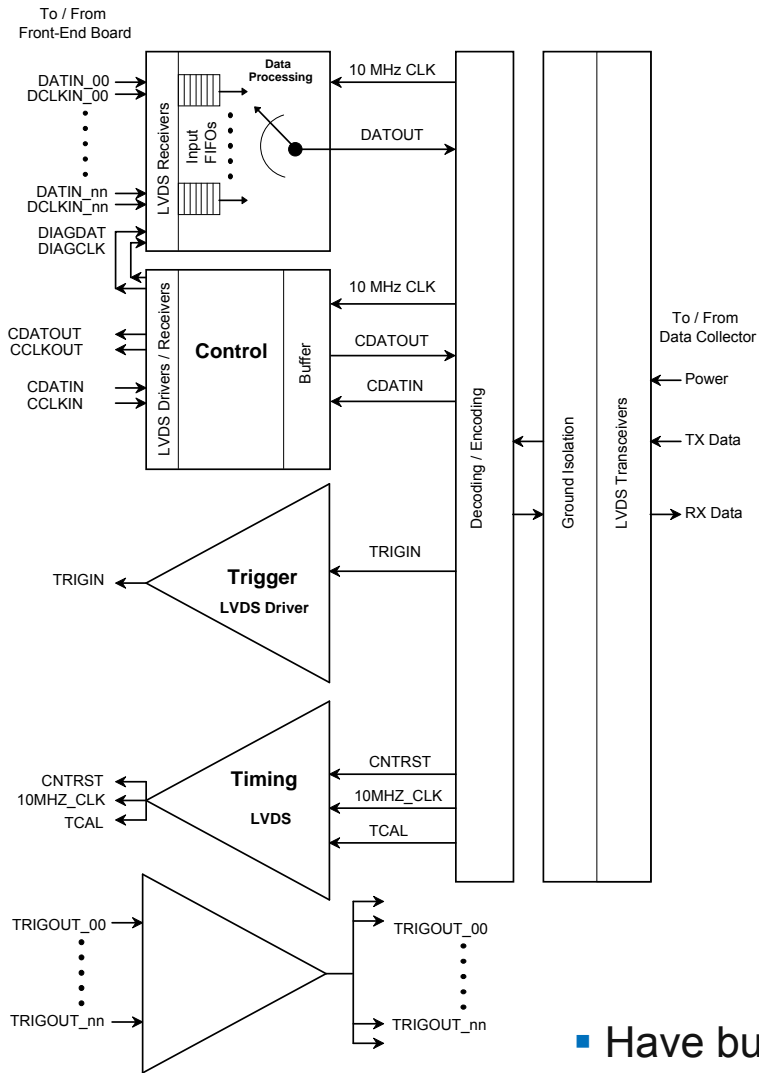 To / From
Front-End Board
DATIN_00
DCLKIN_00
DATIN_nn
DCLKIN_nn
DIAGDAT
DIAGCLK
LVDS Receivers
Input
FIFOs
Data
Processing
10 MHz CLK
DATOUT
CDATOUT
CCLKOUT
CDATIN
CCLKIN
LVDS Drivers / Receivers
Control
Buffer
10 MHz CLK
CDATOUT
CDATIN
TRIGIN
Trigger
LVDS Driver
TRIGIN
CNTRST
10MHZ_CLK
TCAL
Timing
LVDS
CNTRST
10MHZ_CLK
TCAL
TRIGOUT_00
TRIGOUT_nn
TRIGOUT_00
TRIGOUT_nn
Decoding / Encoding
Ground Isolation
LVDS Transceivers
To / From
Data Collector
Power
TX Data
RX Data
Have bu